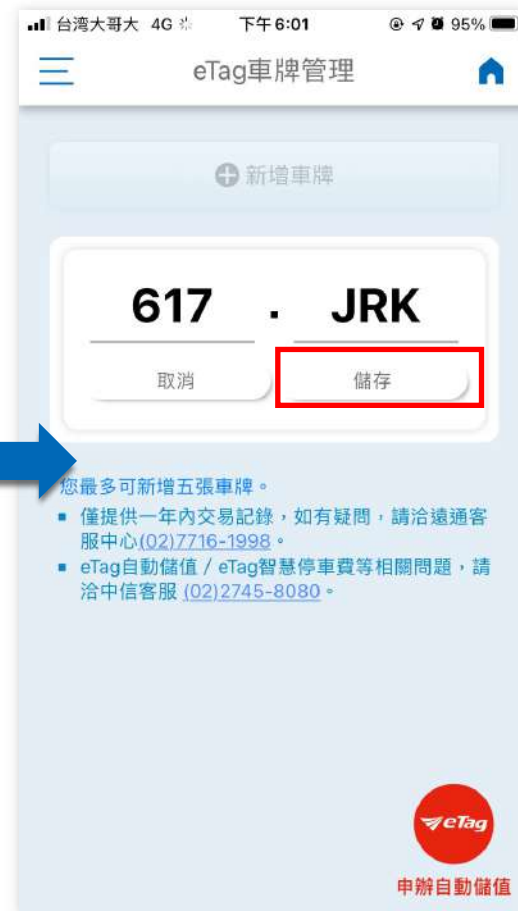 台湾大哥大 4G 下午6:01 95%
eTag車牌管理
新增車牌
617 . JRK
取消 儲存
您最多可新增五張車牌。
▪ 僅提供一年內交易記錄，如有疑問，請洽遠通客
服中心(02)7716-1998。
▪ eTag自動儲值 / eTag智慧停車費等相關問題，請
洽中信客服 (02)2745-8080。
eTag
申辦自動儲值